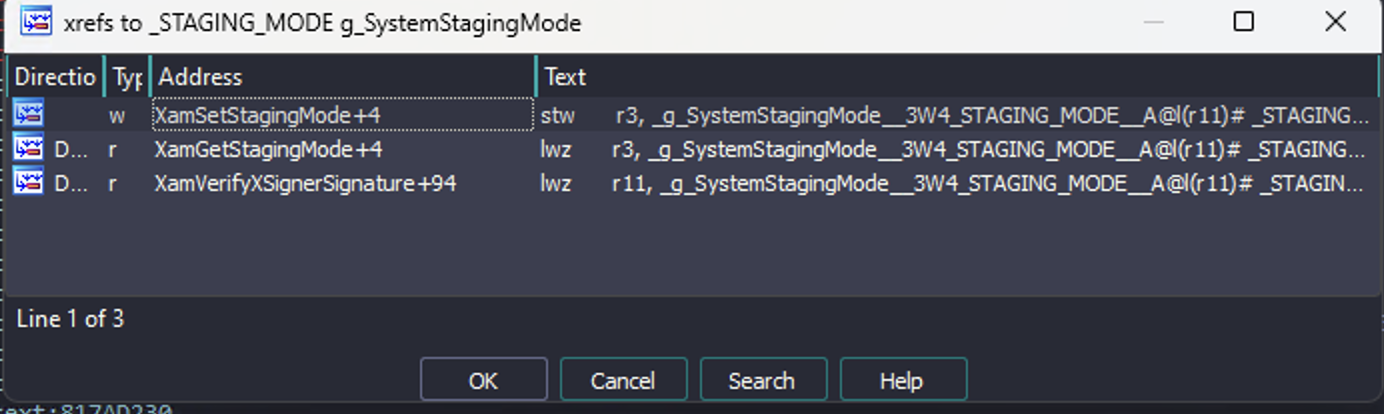 xrefs to _STAGING_MODE g_SystemStagingMode
Directio Typ Address Text
w XamSetStagingMode+4 stw r3, _g_SystemStagingMode__3W4_STAGING_MODE__A@l(r11)# _STAGING...
D... r XamGetStagingMode+4 lwz r3, _g_SystemStagingMode__3W4_STAGING_MODE__A@l(r11)# _STAGING...
D... r XamVerifyXSignerSignature+94 lwz r11, _g_SystemStagingMode__3W4_STAGING_MODE__A@l(r11)# _STAGIN...
Line 1 of 3
OK Cancel Search Help
ext:817AD230